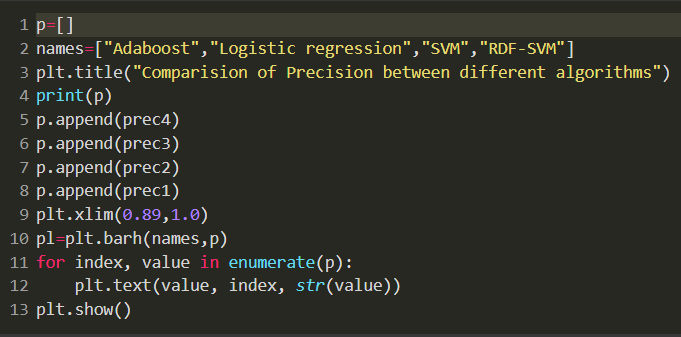 1 p=[]
2 names=["Adaboost","Logistic regression","SVM","RDF-SVM"]
3 plt.title("Comparision of Precision between different algorithms")
4 print(p)
5 p.append(prec4)
6 p.append(prec3)
7 p.append(prec2)
8 p.append(prec1)
9 plt.xlim(0.89,1.0)
10 pl=plt.barh(names,p)
11 for index, value in enumerate(p):
12     plt.text(value, index, str(value))
13 plt.show()